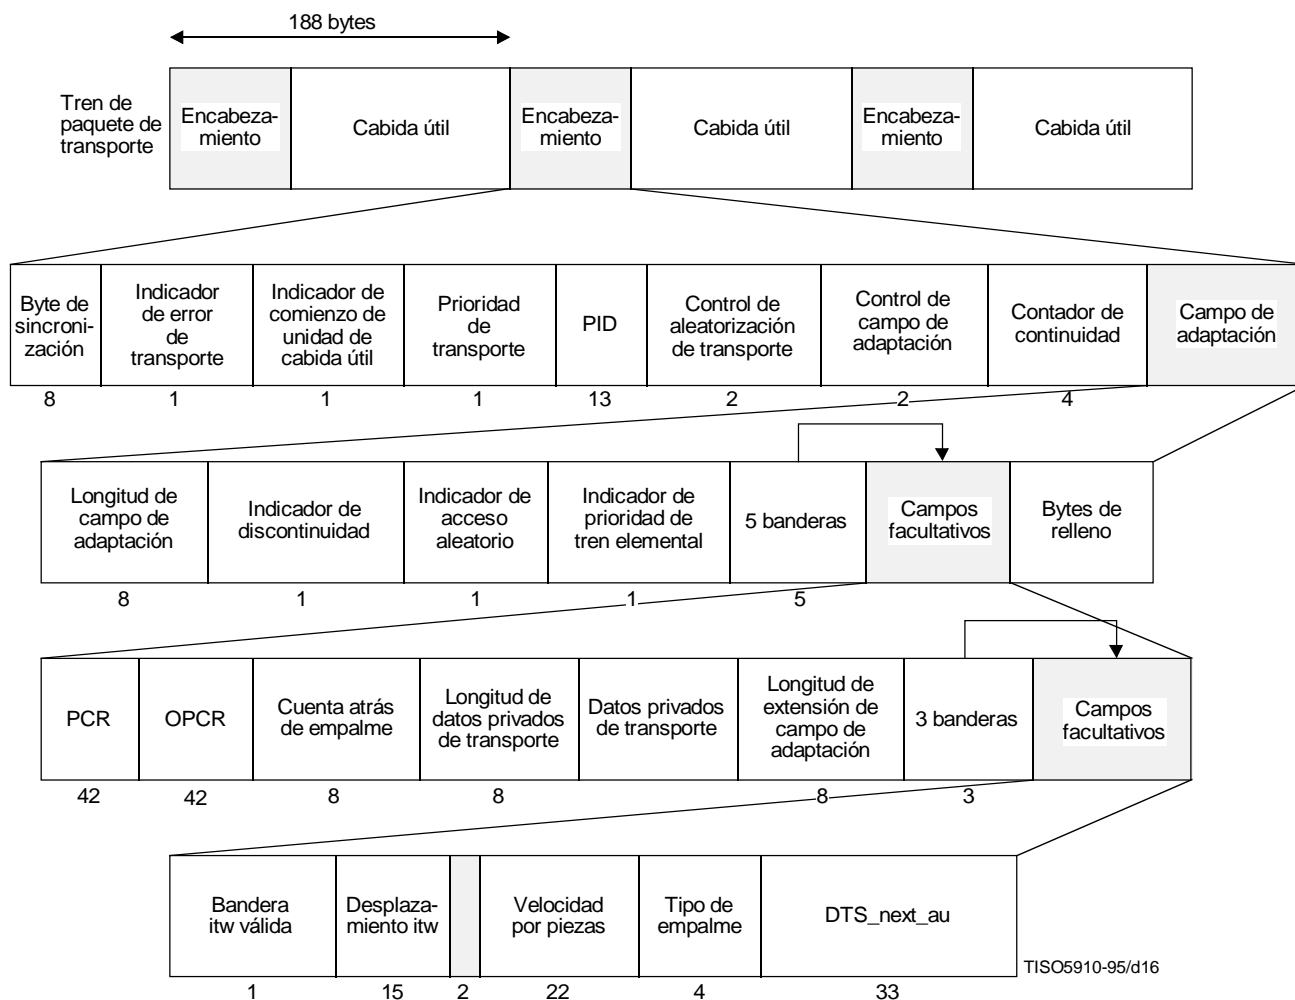 188 bytes
Tren de
paquete de
transporte
Encabeza-
miento
Cabida útil
Encabeza-
miento
Cabida útil
Encabeza-
miento
Cabida útil
Byte de
sincroni-
zación
Indicador
de error
de
transporte
Indicador de
comienzo de
unidad de
cabida útil
Prioridad
de
transporte
PID
Control de
aleatorización
de transporte
Control de
campo de
adaptación
Contador de
continuidad
Campo de
adaptación
8
1
1
1
13
2
2
4
Longitud de
campo de
adaptación
Indicador de
discontinuidad
Indicador de
acceso
aleatorio
Indicador de
prioridad de
tren elemental
5 banderas
Campos
facultativos
Bytes de
relleno
8
1
1
1
5
PCR
OPCR
Cuenta atrás
de empalme
Longitud de
datos privados
de transporte
Datos privados
de transporte
Longitud de
extensión de
campo de
adaptación
3 banderas
Campos
facultativos
42
42
8
8
8
3
Bandera
itw válida
Desplaza-
miento itw
Velocidad
por piezas
Tipo de
empalme
DTS_next_au
1
15
2
22
4
33
TISO5910-95/d16